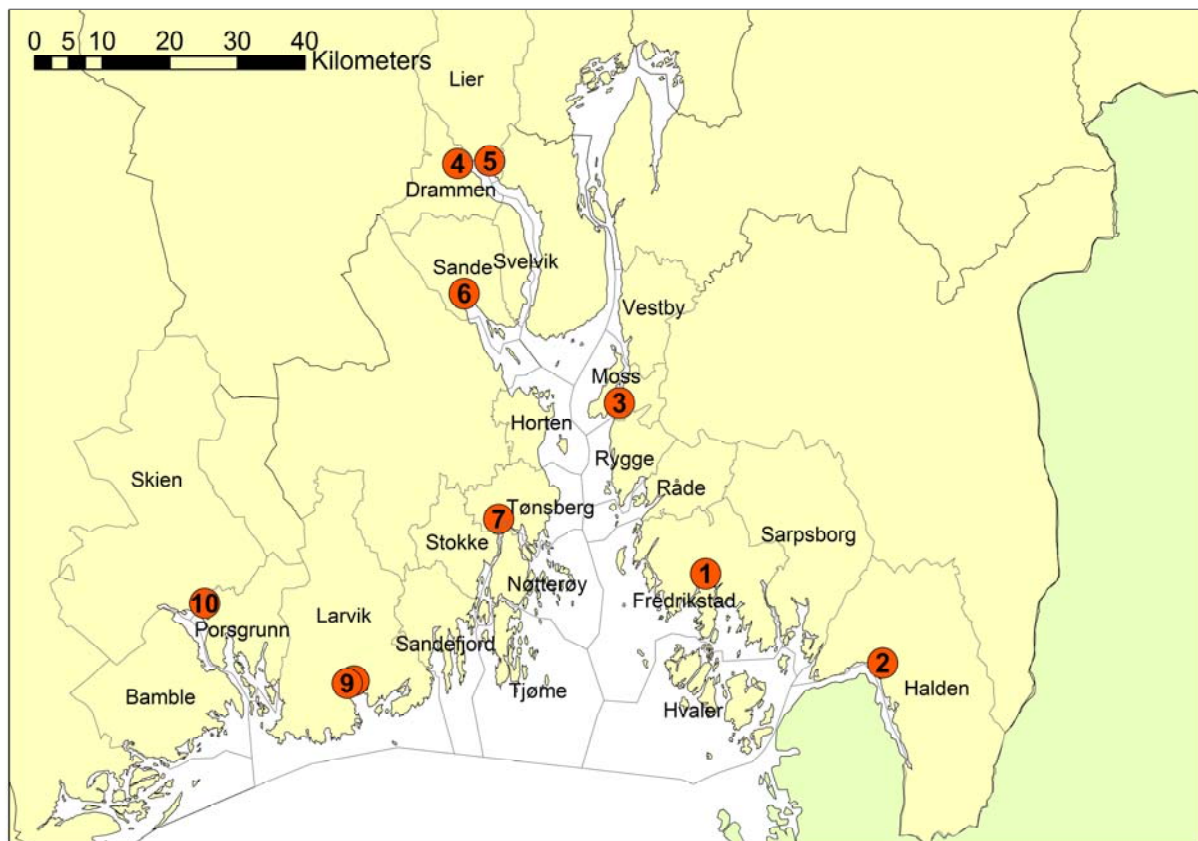 0 5 10 20 30 40
Kilometers
Lier
4 5
Drammen
Sande Svelvik
6
Vestby
Moss
3
Horten
Rygge
Skien
Råde
7 Tønsberg
Sarpsborg
Stokke
1
Nøtterøy
Fredrikstad
10
Larvik
Porsgrunn
Sandefjord
2
9
Halden
Bamble
Tjøme
Hvaler